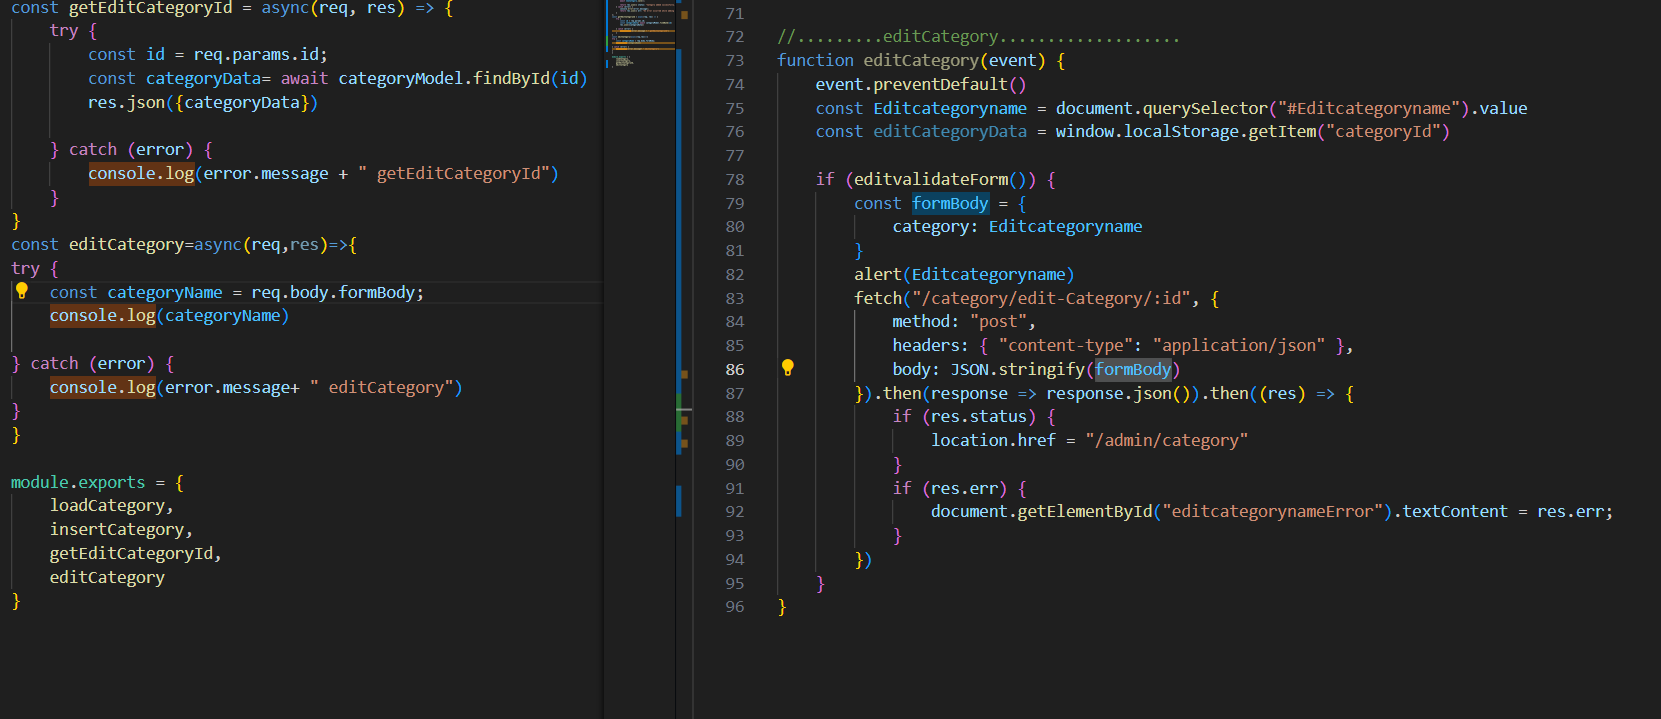 const getEditCategoryId = async(req, res) => {
try {
const id = req.params.id;
const categoryData= await categoryModel.findById(id)
res.json({categoryData})
} catch (error) {
console.log(error.message + " getEditCategoryId")
}
}
const editCategory=async(req,res)=>{
try {
const categoryName = req.body.formBody;
console.log(categoryName)
} catch (error) {
console.log(error.message+ " editCategory")
}
}
module.exports = {
loadCategory,
insertCategory,
getEditCategoryId,
editCategory
}
71
72 //.........editCategory...................
73 function editCategory(event) {
74 event.preventDefault()
75 const Editcategoryname = document.querySelector("#Editcategoryname").value
76 const editCategoryData = window.localStorage.getItem("categoryId")
77
78 if (editvalidateForm()) {
79 const formBody = {
80 category: Editcategoryname
81 }
82 alert(Editcategoryname)
83 fetch("/category/edit-Category/:id", {
84 method: "post",
85 headers: { "content-type": "application/json" },
86 body: JSON.stringify(formBody)
87 }).then(response => response.json()).then((res) => {
88 if (res.status) {
89 location.href = "/admin/category"
90 }
91 if (res.err) {
92 document.getElementById("editcategorynameError").textContent = res.err;
93 }
94 })
95 }
96 }